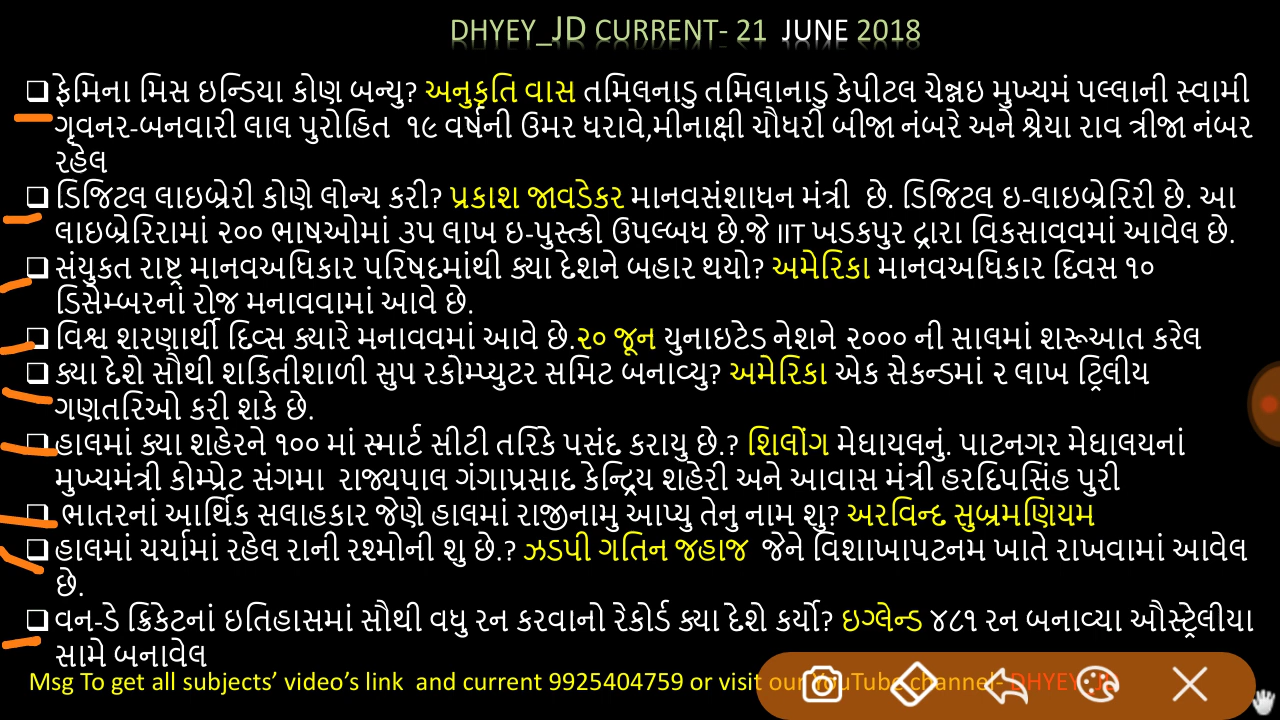 DHYEY_JD CURRENT- 21 JUNE 2018
ફેમિના મિસ ઇન્ડિયા કોણ બન્યુ? અનુકૃતિ વાસ તમિલનાડુ તમિલાનાડુ કેપીટલ ચેન્નઇ મુખ્યમં પલ્લાની સ્વામી
ગૃવનર-બનવારી લાલ પુરોહિત ૧૯ વર્ષની ઉમર ધરાવે,મીનાક્ષી ચૌધરી બીજા નંબરે અને શ્રેયા રાવ ત્રીજા નંબર
રહેલ
ડિજિટલ લાઇબ્રેરી કોણે લોન્ચ કરી? પ્રકાશ જાવડેકર માનવસંશાધન મંત્રી છે. ડિજિટલ ઇ-લાઇબ્રેરિરી છે. આ
લાઇબ્રેરિરામાં ૨૦૦ ભાષઓમાં ૩૫ લાખ ઇ-પુસ્ત્કો ઉપલ્બધ છે.જે IIT ખડકપુર દ્વારા વિકસાવવમાં આવેલ છે.
સંયુકત રાષ્ટ્ર માનવઅધિકાર પરિષદમાંથી ક્યા દેશને બહાર થયો? અમેરિકા માનવઅધિકાર દિવસ ૧૦
ડિસેમ્બરનાં રોજ મનાવવામાં આવે છે.
વિશ્વ શરણાર્થી દિવ્સ ક્યારે મનાવવમાં આવે છે.૨૦ જૂન યુનાઇટેડ નેશને ૨૦૦૦ ની સાલમાં શરૂઆત કરેલ
ક્યા દેશે સૌથી શકિતીશાળી સુપ રકોમ્પ્યુટર સમિટ બનાવ્યુ? અમેરિકા એક સેકન્ડમાં ૨ લાખ ટ્રિલીય
ગણતરિઓ કરી શકે છે.
હાલમાં ક્યા શહેરને ૧૦૦ માં સ્માર્ટ સીટી તરિકે પસંદ કરાયુ છે.? શિલોંગ મેઘાયલનું. પાટનગર મેઘાલયનાં
મુખ્યમંત્રી કોમ્પ્રેટ સંગમા રાજ્યપાલ ગંગાપ્રસાદ કેન્દ્રિય શહેરી અને આવાસ મંત્રી હરદિપસિંહ પુરી
ભાતરનાં આર્થિક સલાહકાર જેણે હાલમાં રાજીનામુ આપ્યુ તેનુ નામ શુ? અરવિન્દ સુબ્રમણિયમ
હાલમાં ચર્ચામાં રહેલ રાની રશ્મોની શુ છે.? ઝડપી ગતિન જહાજ જેને વિશાખાપટનમ ખાતે રાખવામાં આવેલ
છે.
વન-ડે ક્રિકેટનાં ઇતિહાસમાં સૌથી વધુ રન કરવાનો રેકોર્ડ ક્યા દેશે કર્યો? ઇગ્લેન્ડ ૪૮૧ રન બનાવ્યા ઔસ્ટ્રેલીયા
સામે બનાવેલ
Msg To get all subjects' video's link and current 9925404759 or visit our YouTube channel- DHYEY_JD